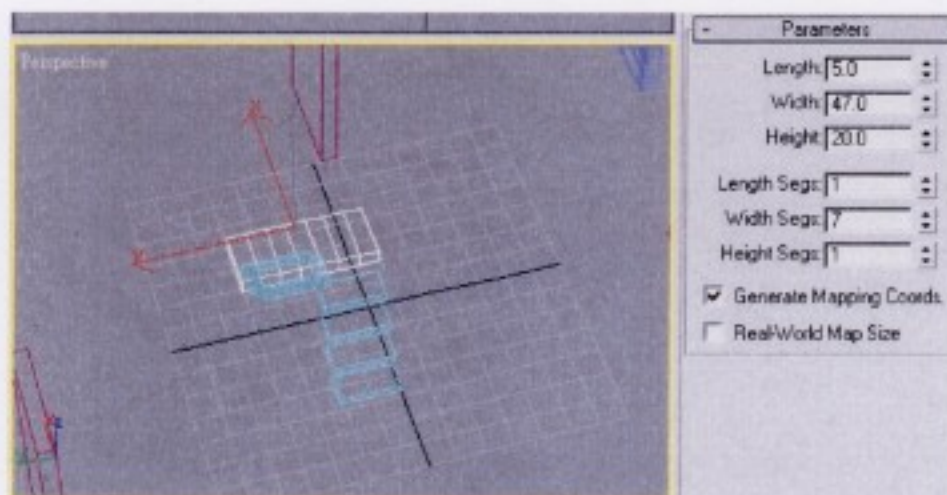 Perspective
- Parameters
Length: 5.0
Width: 47.0
Height: 20.0
Length Segs: 1
Width Segs: 7
Height Segs: 1
Generate Mapping Coords.
Real-World Map Size